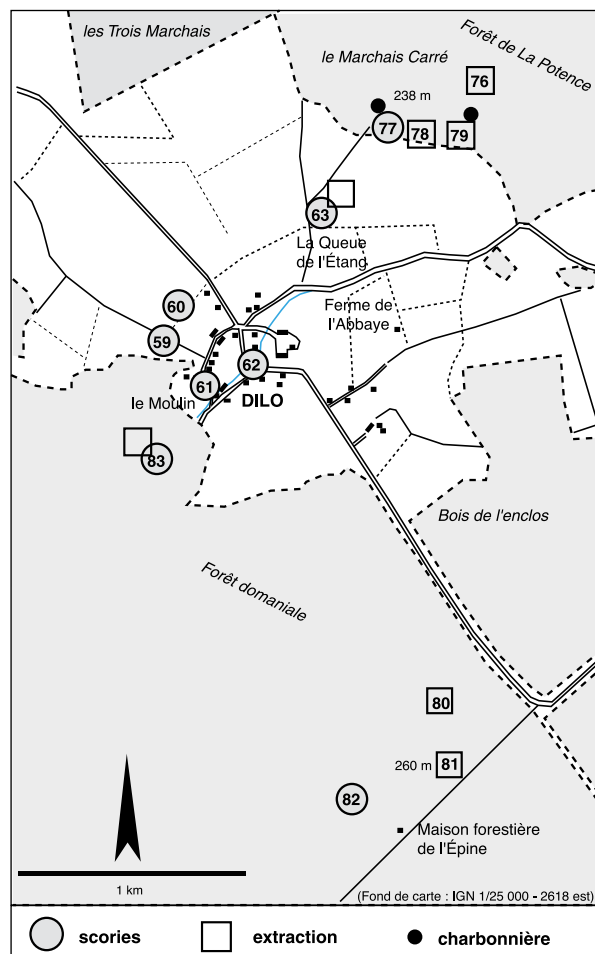 les Trois Marchais
Forêt de La Potence
le Marchais Carré
76
238 m
77
78
79
63
La Queue
de l'Étang
60
Ferme de
l'Abbaye
59
62
61
le Moulin
DILO
83
Bois de l'enclos
Forêt domaniale
80
260 m
81
82
Maison forestière
de l'Épine
1 km
(Fond de carte : IGN 1/25 000 - 2618 est)
scories
extraction
charbonnière